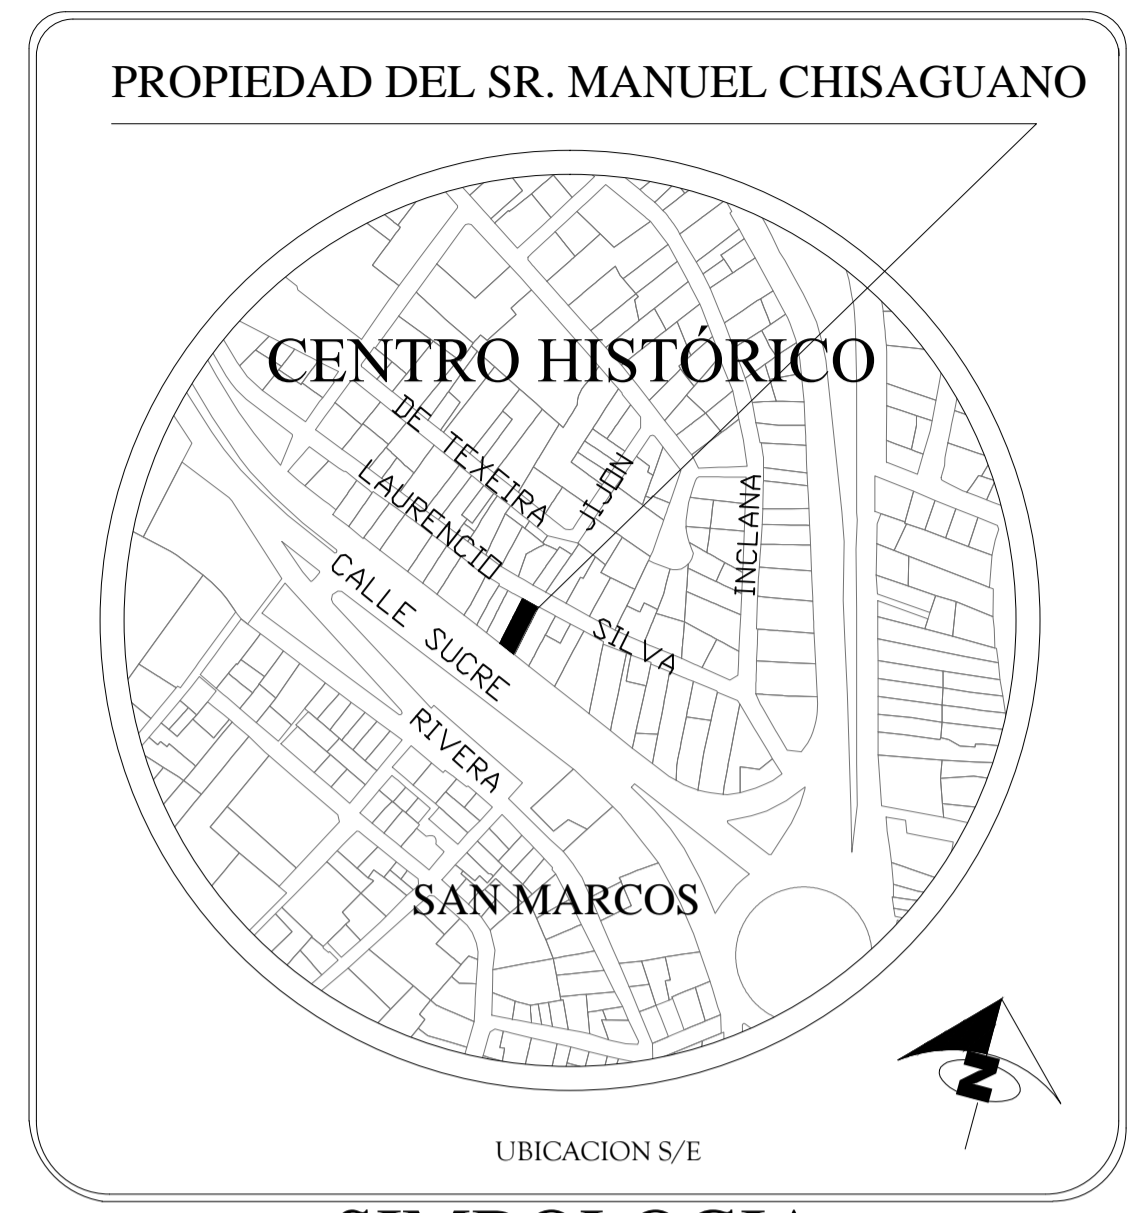 PROPIEDAD DEL SR. MANUEL CHISAGUANO
CENTRO HISTÓRICO
DE TEXEIRA
JIJON
LAURENCIO
INCLANA
CALLE SUCRE
SILVA
RIVERA
SAN MARCOS
N
UBICACION S/E
SIMBOLOGIA